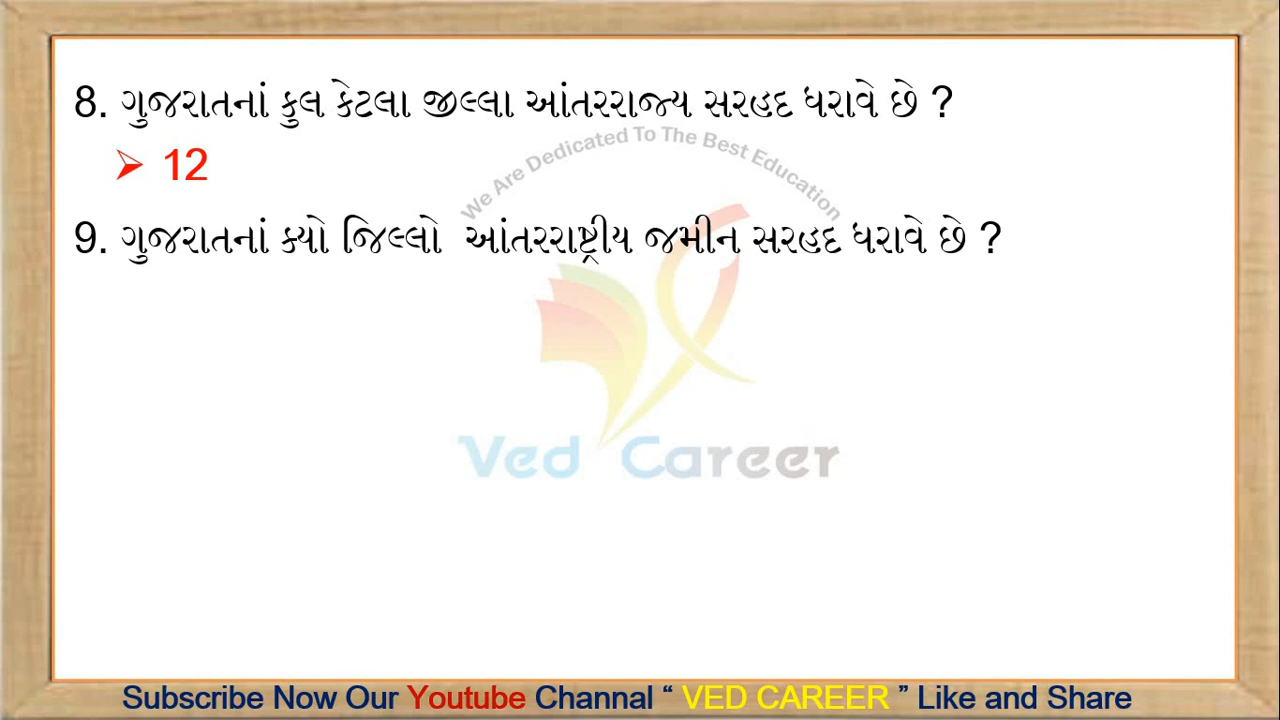 8. ગુજરાતનાં કુલ કેટલા જીલ્લા આંતરરાજ્ય સરહદ ધરાવે છે ?
➢ 12
We Are Dedicated To The Best Education
9. ગુજરાતનાં ક્યો જિલ્લો આંતરરાષ્ટ્રીય જમીન સરહદ ધરાવે છે ?
Ved Career
Subscribe Now Our Youtube Channal “ VED CAREER ” Like and Share